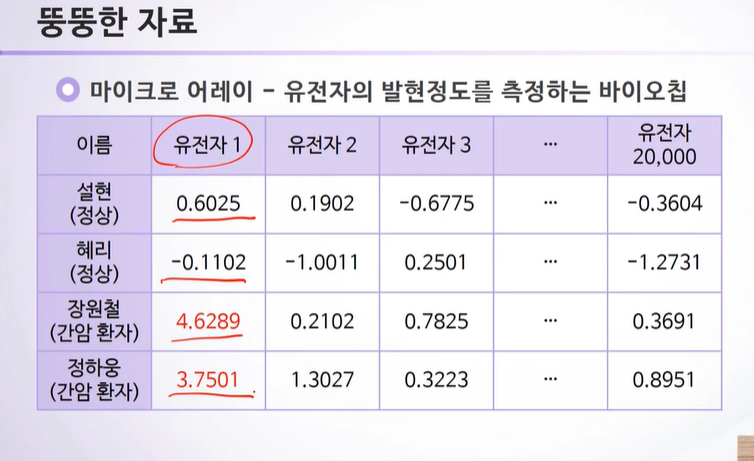 뚱뚱한 자료
마이크로 어레이 - 유전자의 발현정도를 측정하는 바이오칩
이름 유전자 1 유전자 2 유전자 3 ··· 유전자 20,000
설현 (정상) 0.6025 0.1902 -0.6775 ··· -0.3604
혜리 (정상) -0.1102 -1.0011 0.2501 ··· -1.2731
장원철 (간암 환자) 4.6289 0.2102 0.7825 ··· 0.3691
정하웅 (간암 환자) 3.7501 1.3027 0.3223 ··· 0.8951